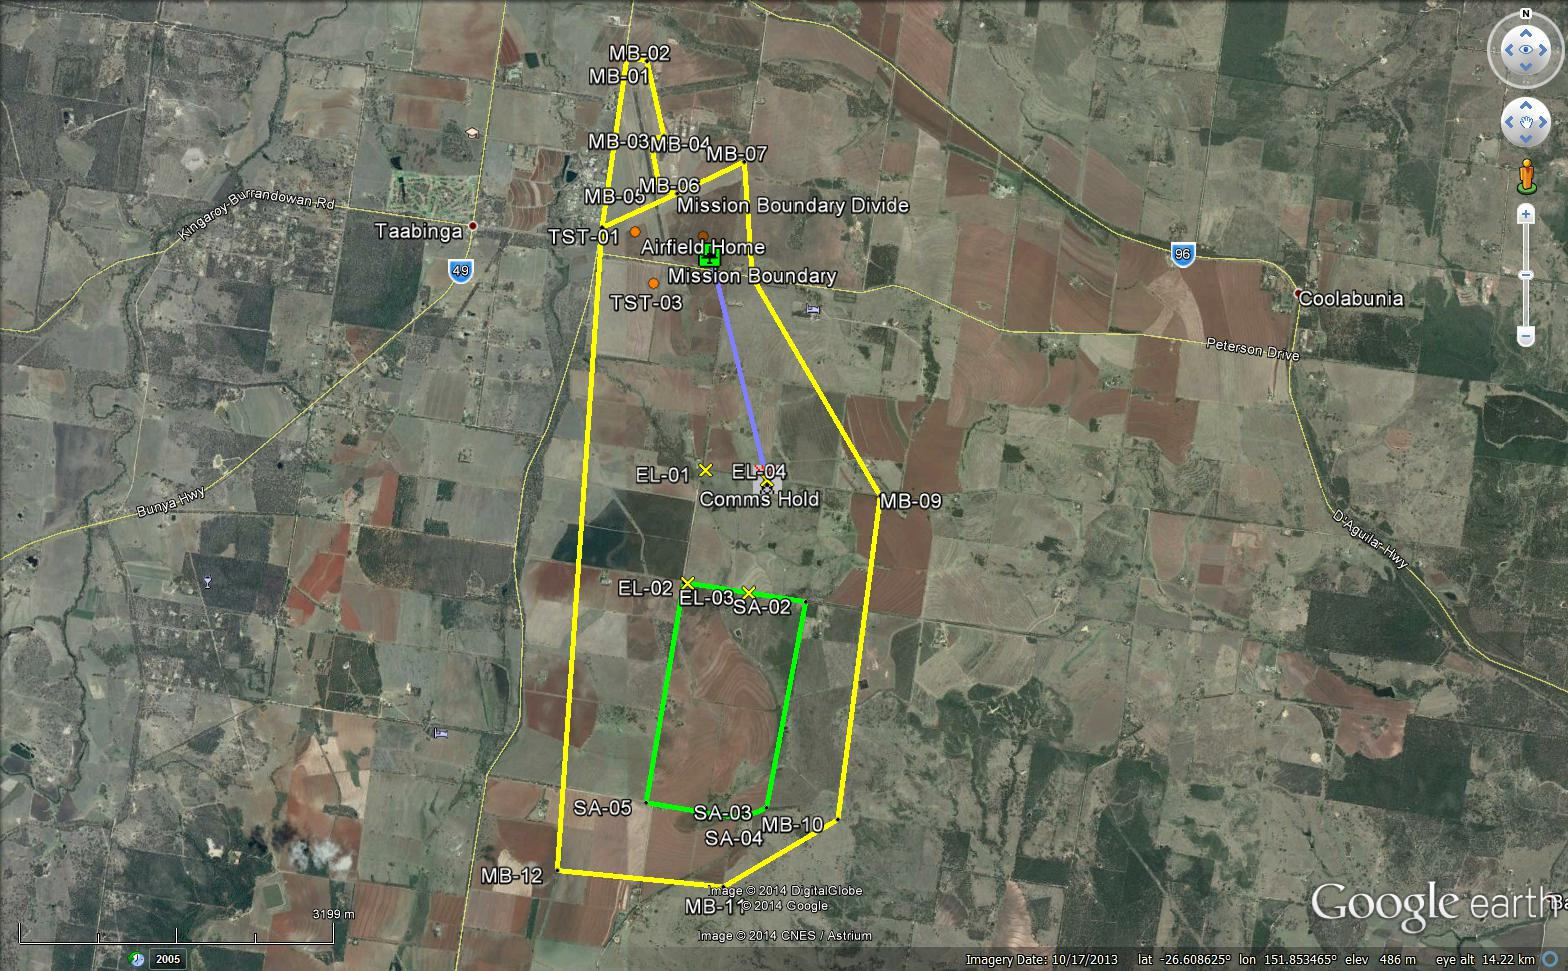 N
MB-02
MB-01
MB-03
MB-04
MB-07
MB-06
MB-05
Kingaroy-Burrandowan Rd
Mission Boundary Divide
Taabinga
TST-01
Airfield Home
96
49
Mission Boundary
TST-03
Coolabunia
Peterson Drive
EL-01
EL-04
Comms Hold
MB-09
Bunya Hwy
D'Aguilar Hwy
EL-02
EL-03
SA-02
SA-05
SA-03
MB-10
SA-04
MB-12
Image © 2014 DigitalGlobe
MB-11
© 2014 Google
Google earth
3199 m
Image © 2014 CNES / Astrium
2005
Imagery Date: 10/17/2013 lat -26.608625° lon 151.853465° elev 486 m eye alt 14.22 km